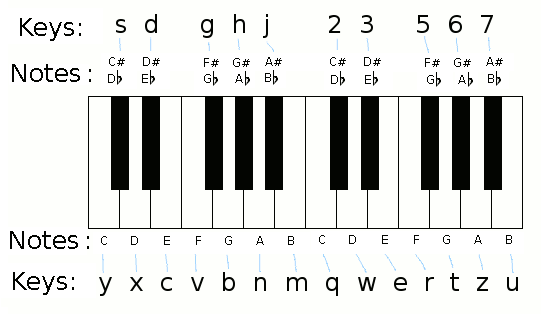 Keys: s d g h j 2 3 5 6 7
Notes: C# D# F# G# A# C# D# F# G# A#
D♭ E♭ G♭ A♭ B♭ D♭ E♭ G♭ A♭ B♭
Notes: C D E F G A B C D E F G A B
Keys: y x c v b n m q w e r t z u